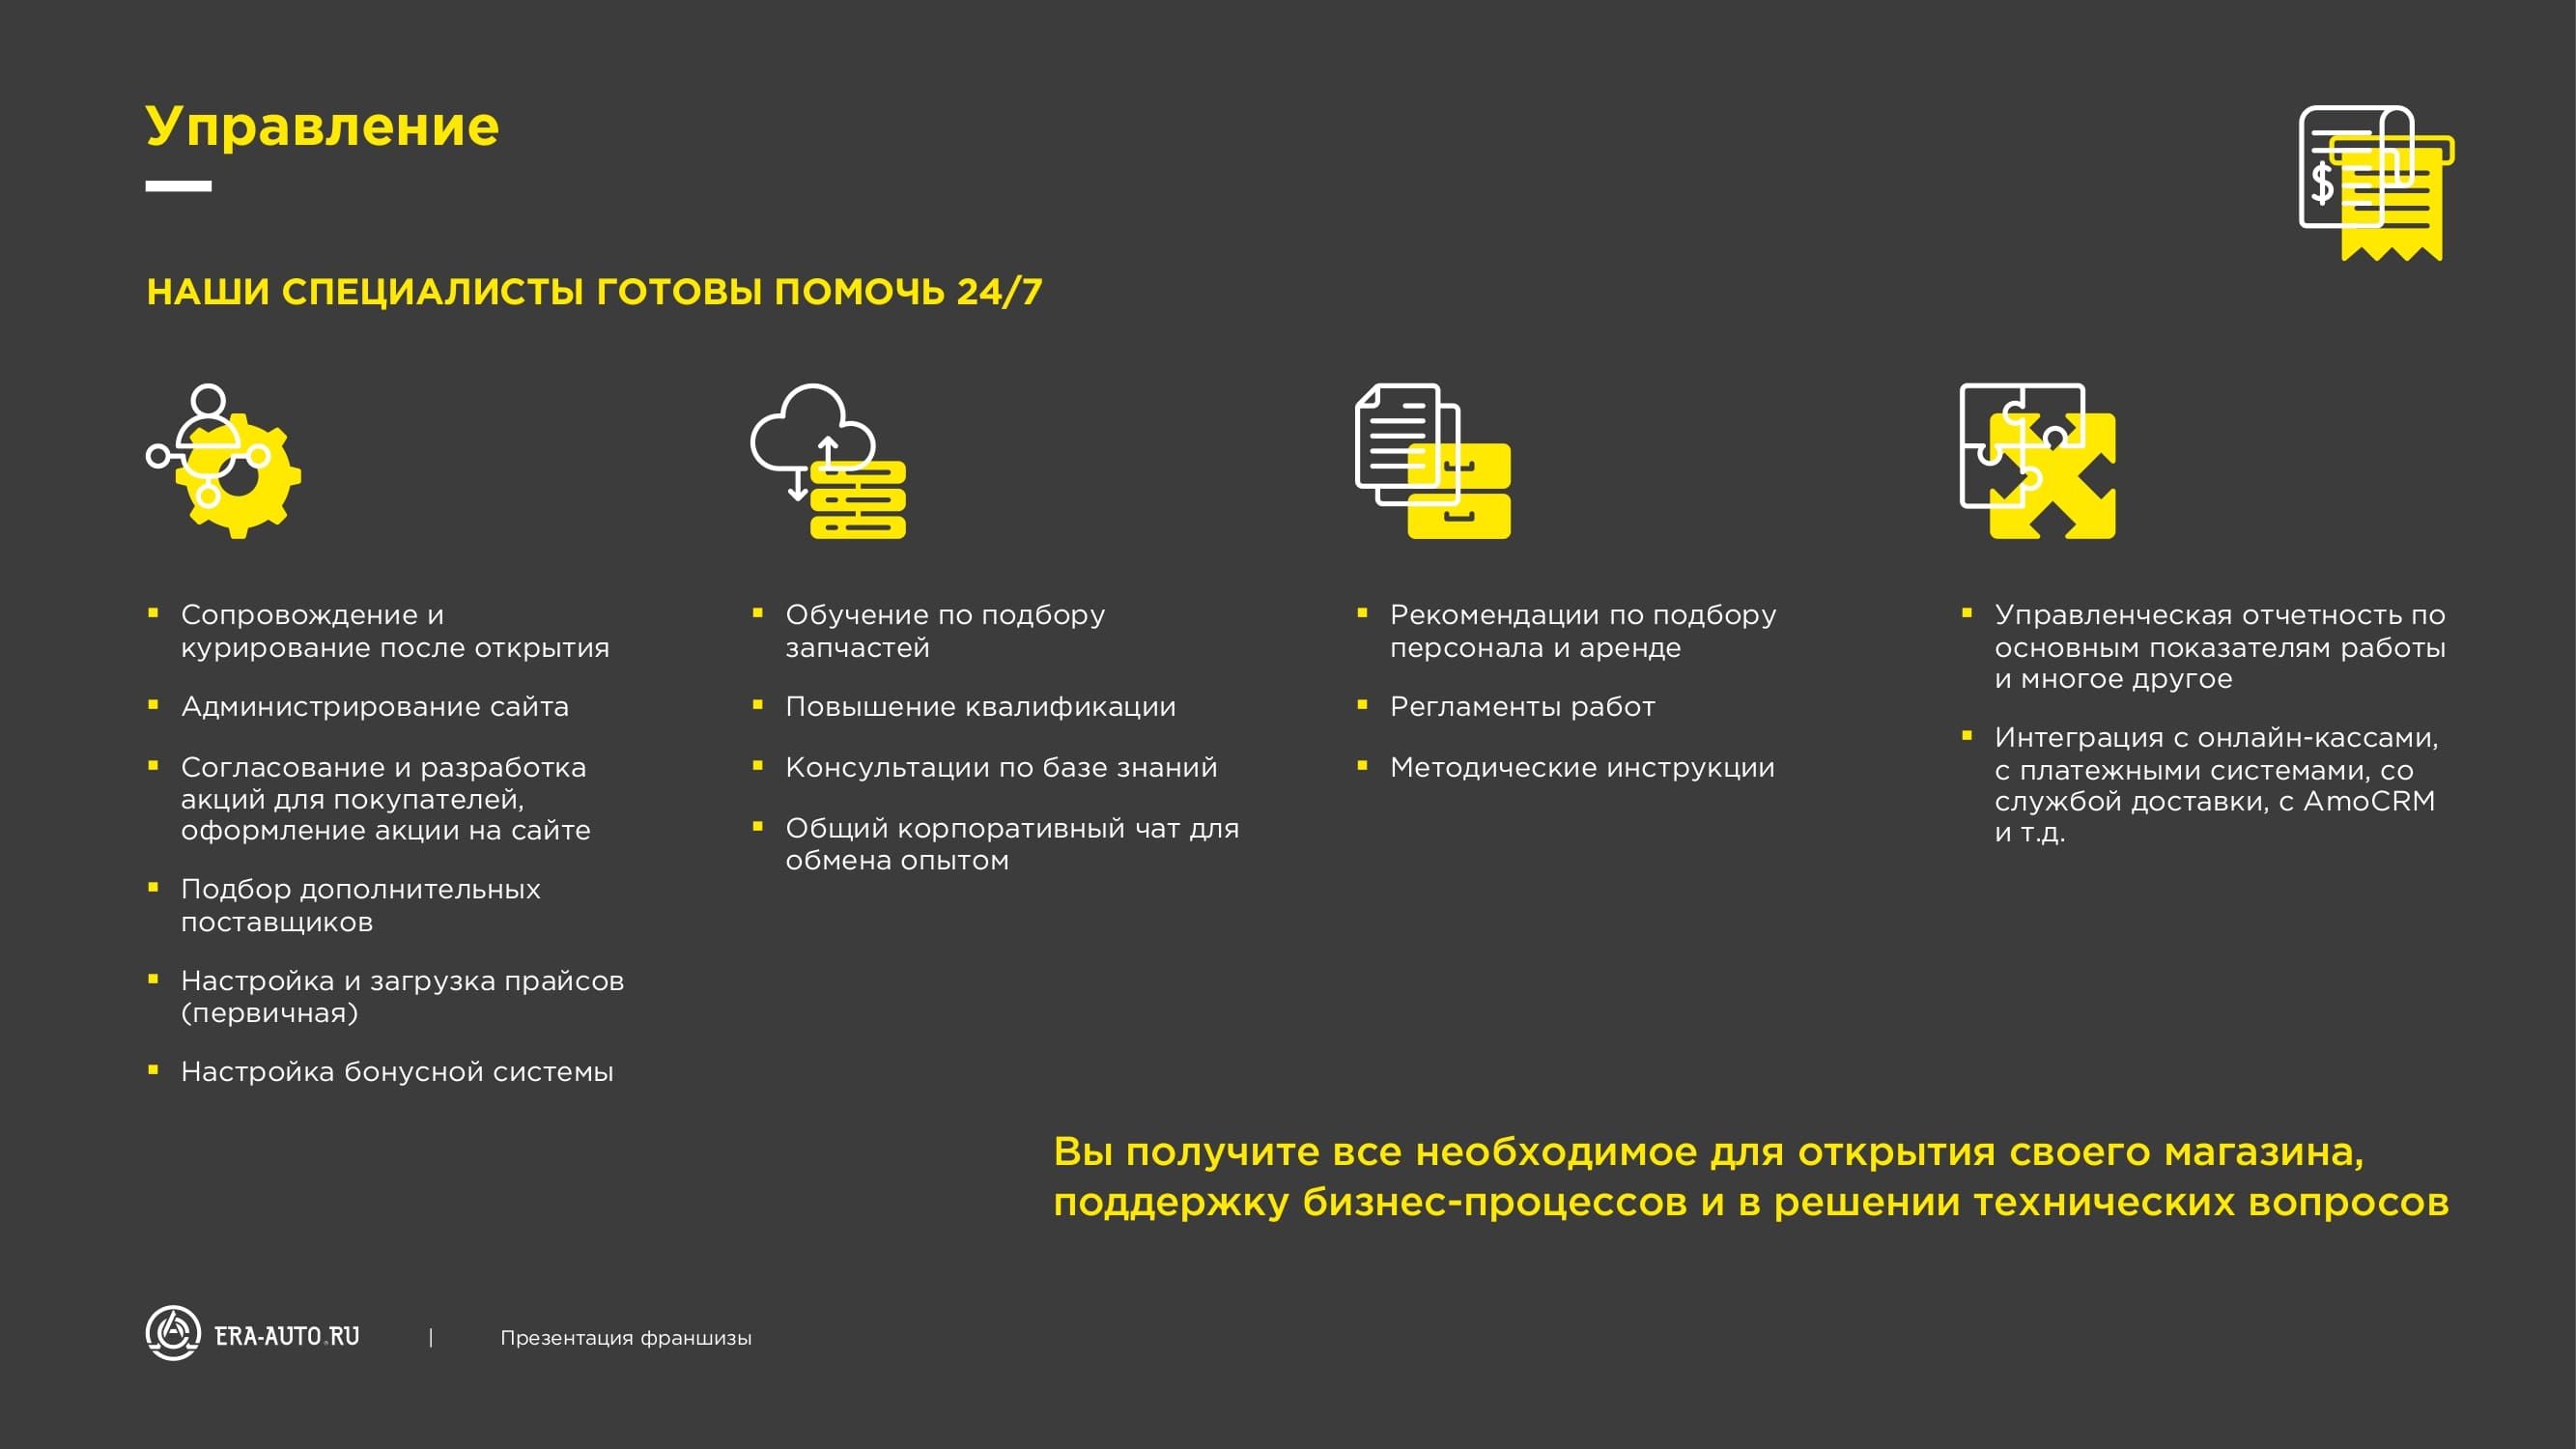 Управление
$
НАШИ СПЕЦИАЛИСТЫ ГОТОВЫ ПОМОЧЬ 24/7
Сопровождение и
курирование после открытия
Администрирование сайта
Согласование и разработка
акций для покупателей,
оформление акции на сайте
Подбор дополнительных
поставщиков
Настройка и загрузка прайсов
(первичная)
Настройка бонусной системы
Обучение по подбору
запчастей
Повышение квалификации
Консультации по базе знаний
Общий корпоративный чат для
обмена опытом
Рекомендации по подбору
персонала и аренде
Регламенты работ
Методические инструкции
Управленческая отчетность по
основным показателям работы
и многое другое
Интеграция с онлайн-кассами,
с платежными системами, со
службой доставки, с AmoCRM
и т.д.
Вы получите все необходимое для открытия своего магазина,
поддержку бизнес-процессов и в решении технических вопросов
ERA-AUTO.RU | Презентация франшизы